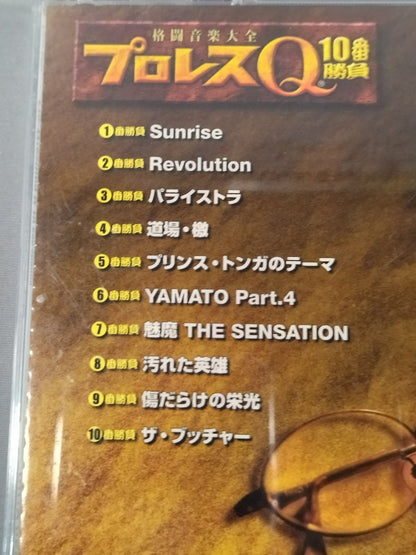 格闘音楽大全
プロレスQ10番勝負
1番勝負 Sunrise
2番勝負 Revolution
3番勝負 パライストラ
4番勝負 道場・檄
5番勝負 プリンス・トンガのテーマ
6番勝負 YAMATO Part.4
7番勝負 魅魔 THE SENSATION
8番勝負 汚れた英雄
9番勝負 傷だらけの栄光
10番勝負 ザ・ブッチャー